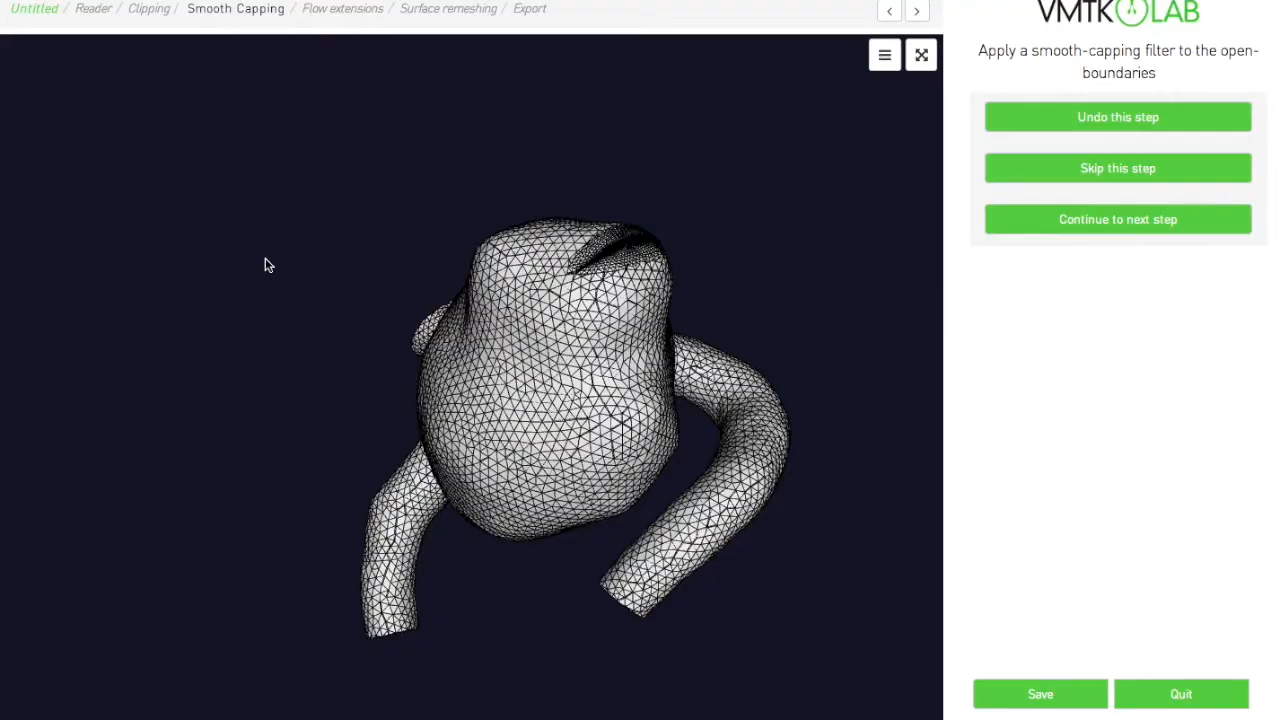 Untitled / Reader / Clipping / Smooth Capping / Flow extensions / Surface remeshing / Export
VMTK LAB
Apply a smooth-capping filter to the open-
boundaries
Undo this step
Skip this step
Continue to next step
Save Quit